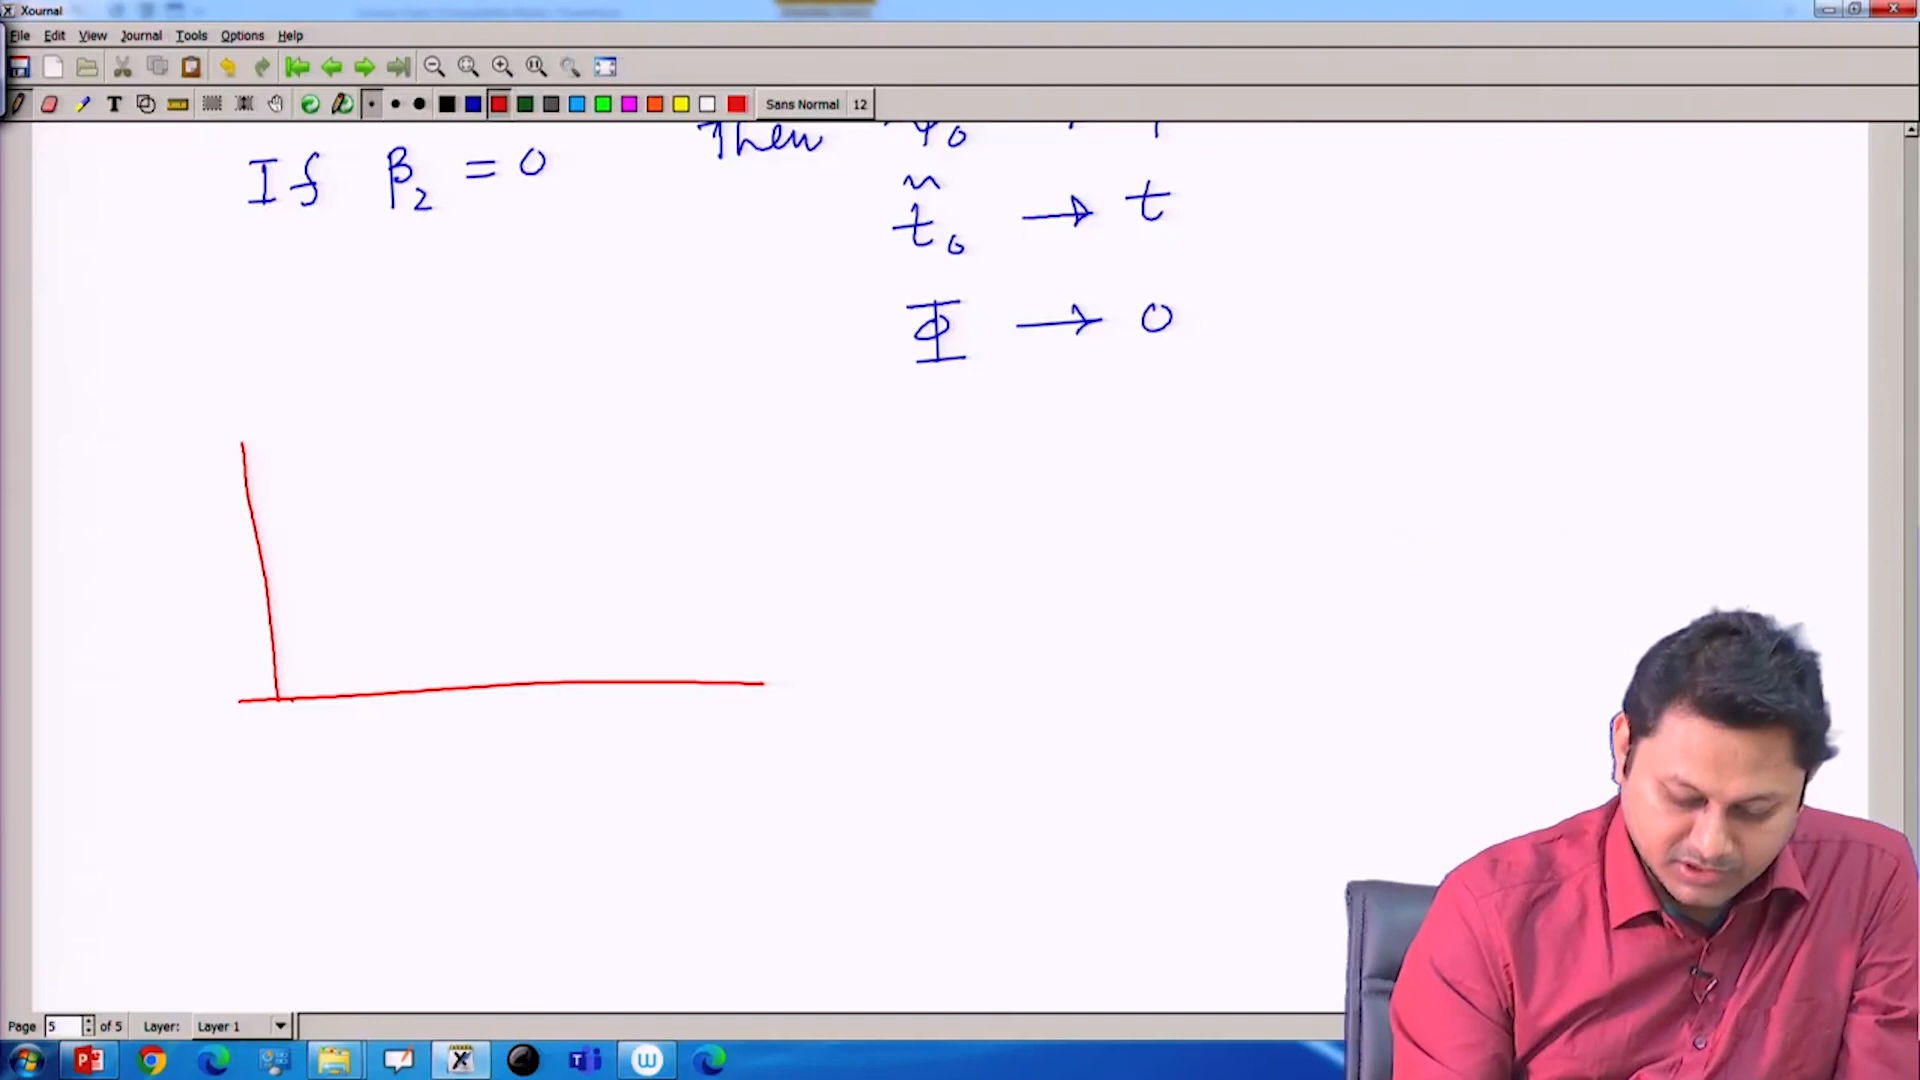 Xournal
File Edit View Journal Tools Options Help
Sans Normal 12
Then
If β₂ = 0
t̃₀ → t
Φ → 0
Page 5 of 5 Layer: Layer 1